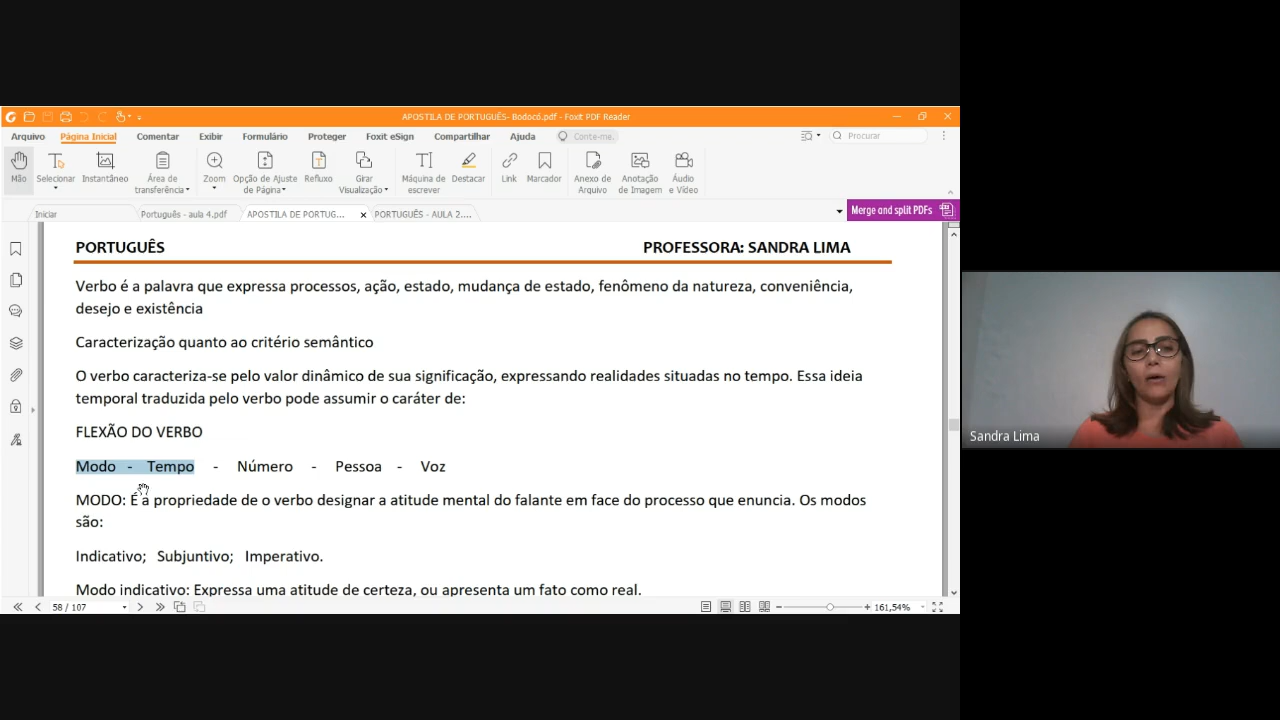 APOSTILA DE PORTUGUÊS- Bodocó.pdf - Foxit PDF Reader
Arquivo Página Inicial Comentar Exibir Formulário Proteger Foxit eSign Compartilhar Ajuda Conte-me. Procurar
Mão Selecionar Instantâneo Área de transferência Zoom Opção de Ajuste de Página Refluxo Girar Visualização Máquina de escrever Destacar Link Marcador Anexo de Arquivo Anotação de Imagem Áudio e Vídeo
Iniciar Português - aula 4.pdf APOSTILA DE PORTUG... PORTUGUÊS - AULA 2.... Merge and split PDFs
PORTUGUÊS PROFESSORA: SANDRA LIMA
Verbo é a palavra que expressa processos, ação, estado, mudança de estado, fenômeno da natureza, conveniência,
desejo e existência
Caracterização quanto ao critério semântico
O verbo caracteriza-se pelo valor dinâmico de sua significação, expressando realidades situadas no tempo. Essa ideia
temporal traduzida pelo verbo pode assumir o caráter de:
FLEXÃO DO VERBO
Modo - Tempo - Número - Pessoa - Voz
MODO: É a propriedade de o verbo designar a atitude mental do falante em face do processo que enuncia. Os modos
são:
Indicativo; Subjuntivo; Imperativo.
Modo indicativo: Expressa uma atitude de certeza, ou apresenta um fato como real.
58 / 107 161,54%
Sandra Lima